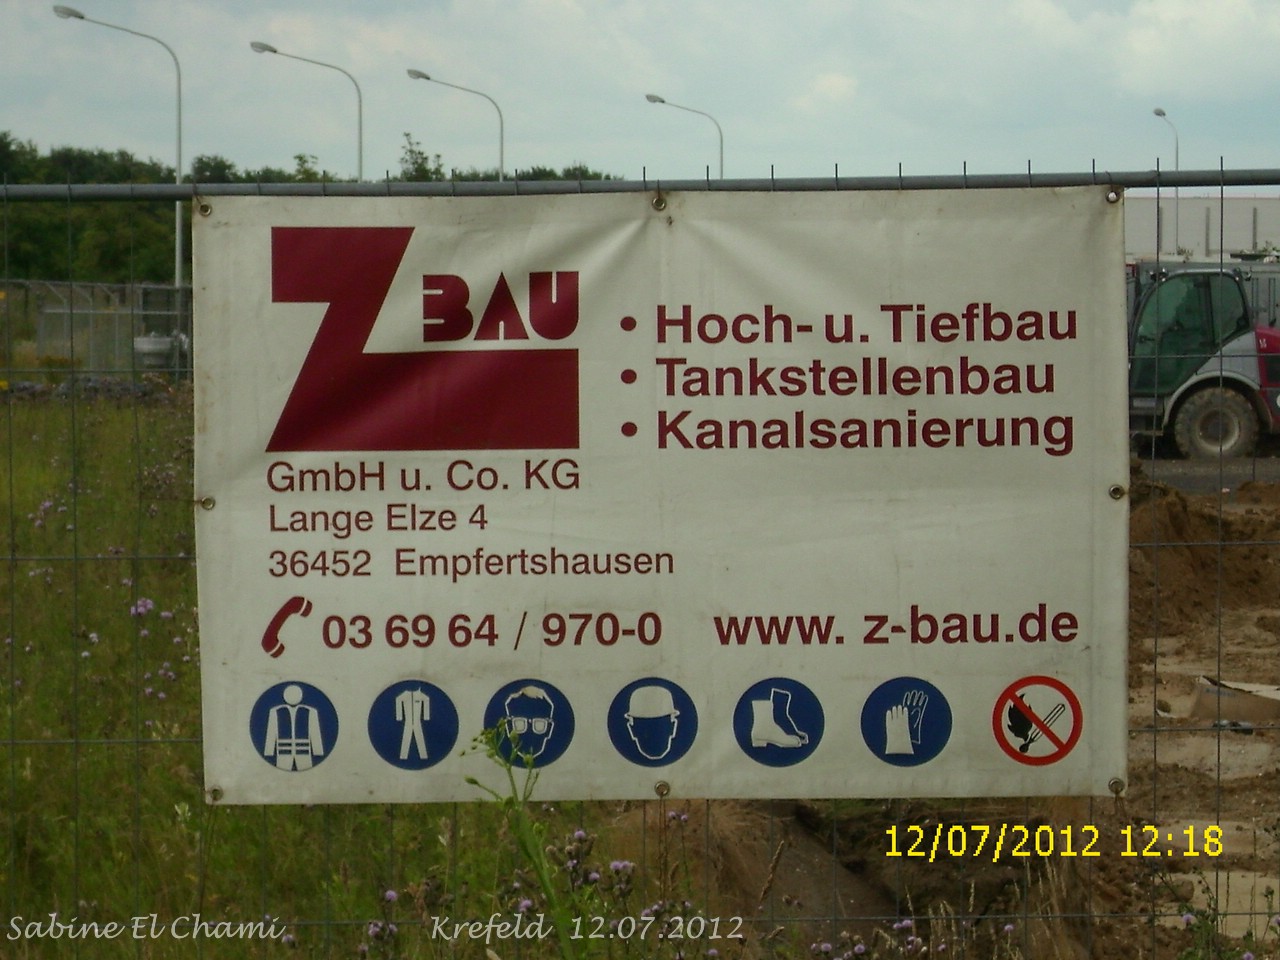 Z BAU
• Hoch- u. Tiefbau
• Tankstellenbau
• Kanalsanierung
GmbH u. Co. KG
Lange Elze 4
36452 Empfertshausen
03 69 64 / 970-0 www. z-bau.de
12/07/2012 12:18
Sabine El Chami Krefeld 12.07.2012